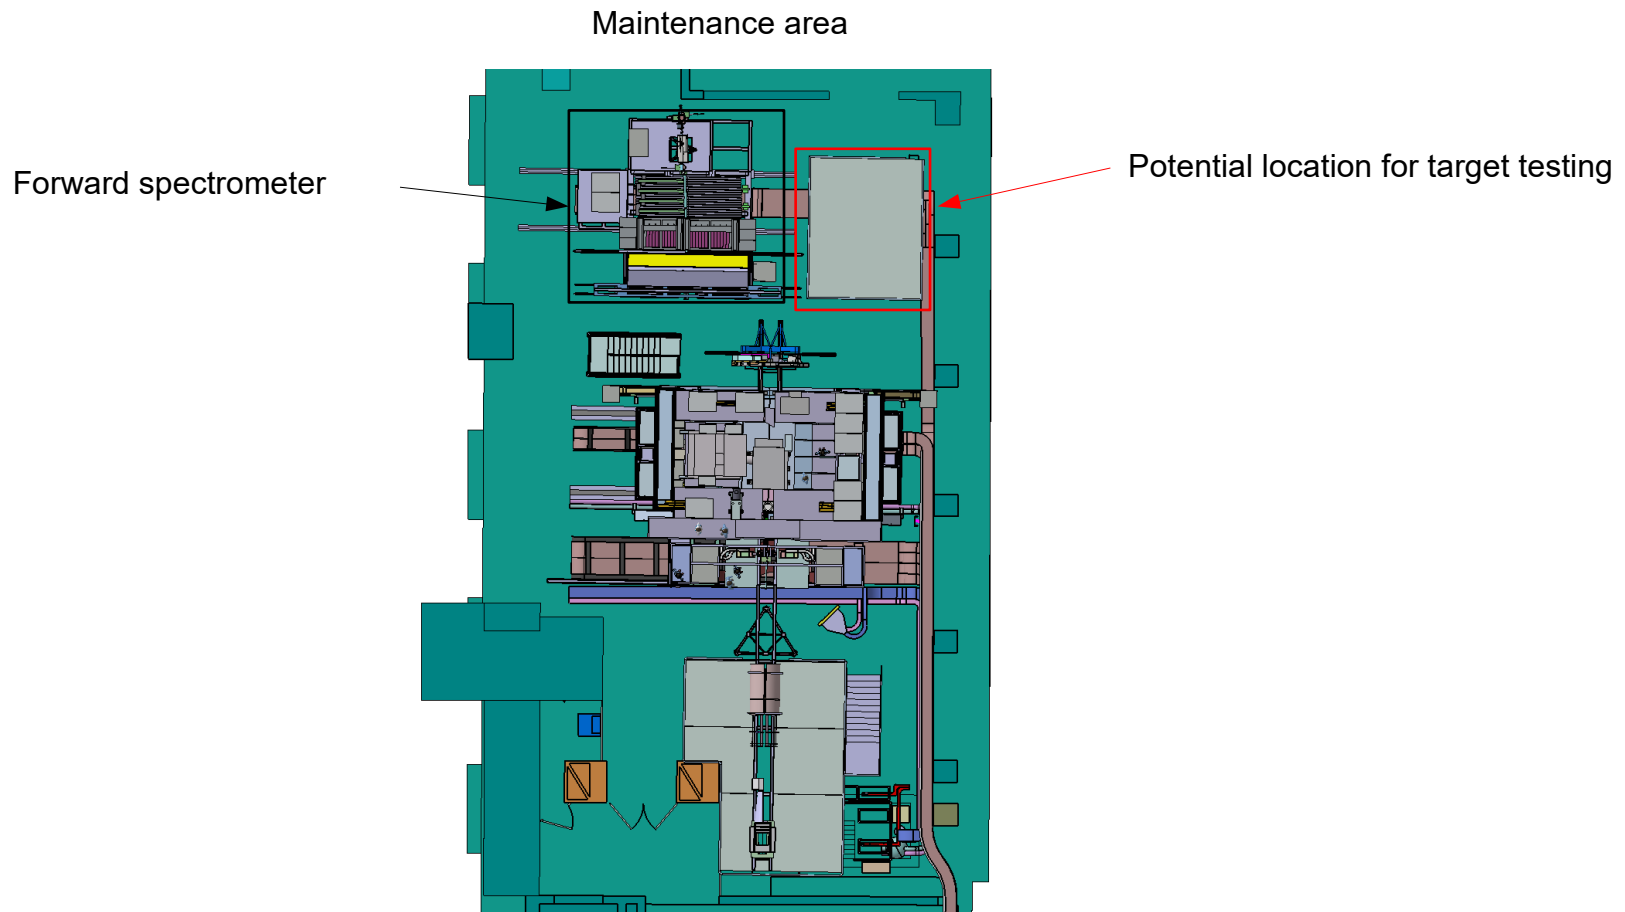 Maintenance area
Forward spectrometer
Potential location for target testing